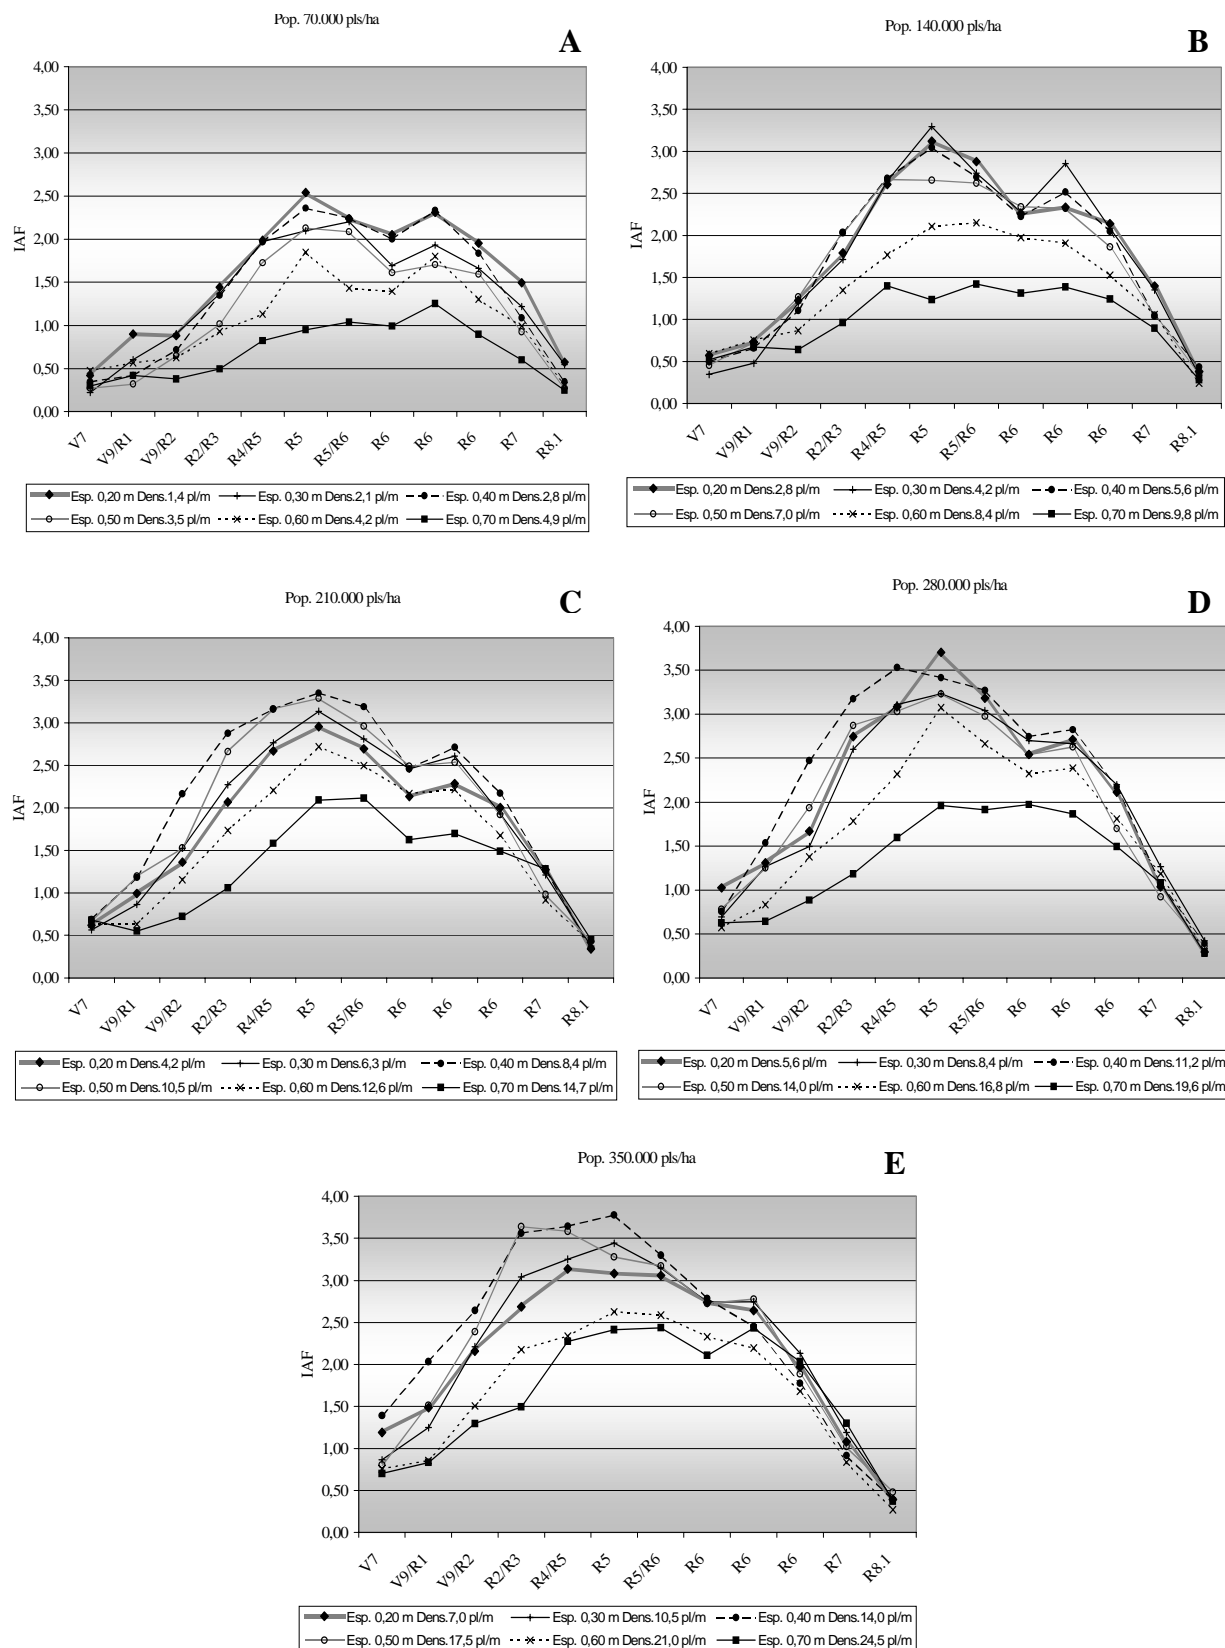 Pop. 70.000 pls/ha
A
4,00
3,50
3,00
2,50
2,00
1,50
1,00
0,50
0,00
IAF
V7
V9/R1
V9/R2
R2/R3
R4/R5
R5
R5/R6
R6
R6
R6
R7
R8.1
Esp. 0,20 m Dens.1,4 pl/m Esp. 0,30 m Dens.2,1 pl/m Esp. 0,40 m Dens.2,8 pl/m
Esp. 0,50 m Dens.3,5 pl/m Esp. 0,60 m Dens.4,2 pl/m Esp. 0,70 m Dens.4,9 pl/m
Pop. 140.000 pls/ha
B
4,00
3,50
3,00
2,50
2,00
1,50
1,00
0,50
0,00
IAF
V7
V9/R1
V9/R2
R2/R3
R4/R5
R5
R5/R6
R6
R6
R6
R7
R8.1
Esp. 0,20 m Dens.2,8 pl/m Esp. 0,30 m Dens.4,2 pl/m Esp. 0,40 m Dens.5,6 pl/m
Esp. 0,50 m Dens.7,0 pl/m Esp. 0,60 m Dens.8,4 pl/m Esp. 0,70 m Dens.9,8 pl/m
Pop. 210.000 pls/ha
C
4,00
3,50
3,00
2,50
2,00
1,50
1,00
0,50
0,00
IAF
V7
V9/R1
V9/R2
R2/R3
R4/R5
R5
R5/R6
R6
R6
R6
R7
R8.1
Esp. 0,20 m Dens.4,2 pl/m Esp. 0,30 m Dens.6,3 pl/m Esp. 0,40 m Dens.8,4 pl/m
Esp. 0,50 m Dens.10,5 pl/m Esp. 0,60 m Dens.12,6 pl/m Esp. 0,70 m Dens.14,7 pl/m
Pop. 280.000 pls/ha
D
4,00
3,50
3,00
2,50
2,00
1,50
1,00
0,50
0,00
IAF
V7
V9/R1
V9/R2
R2/R3
R4/R5
R5
R5/R6
R6
R6
R6
R7
R8.1
Esp. 0,20 m Dens.5,6 pl/m Esp. 0,30 m Dens.8,4 pl/m Esp. 0,40 m Dens.11,2 pl/m
Esp. 0,50 m Dens.14,0 pl/m Esp. 0,60 m Dens.16,8 pl/m Esp. 0,70 m Dens.19,6 pl/m
Pop. 350.000 pls/ha
E
4,00
3,50
3,00
2,50
2,00
1,50
1,00
0,50
0,00
IAF
V7
V9/R1
V9/R2
R2/R3
R4/R5
R5
R5/R6
R6
R6
R6
R7
R8.1
Esp. 0,20 m Dens.7,0 pl/m Esp. 0,30 m Dens.10,5 pl/m Esp. 0,40 m Dens.14,0 pl/m
Esp. 0,50 m Dens.17,5 pl/m Esp. 0,60 m Dens.21,0 pl/m Esp. 0,70 m Dens.24,5 pl/m